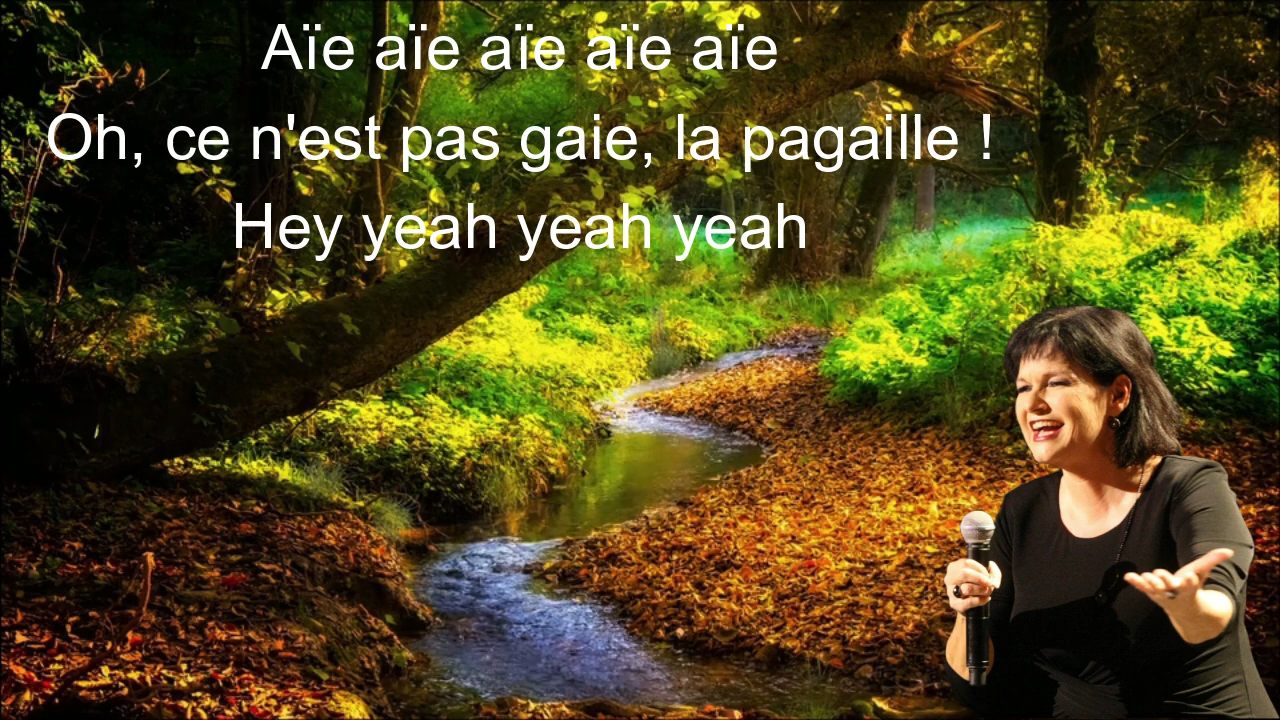 Aïe aïe aïe aïe aïe
Oh, ce n'est pas gaie, la pagaille !
Hey yeah yeah yeah